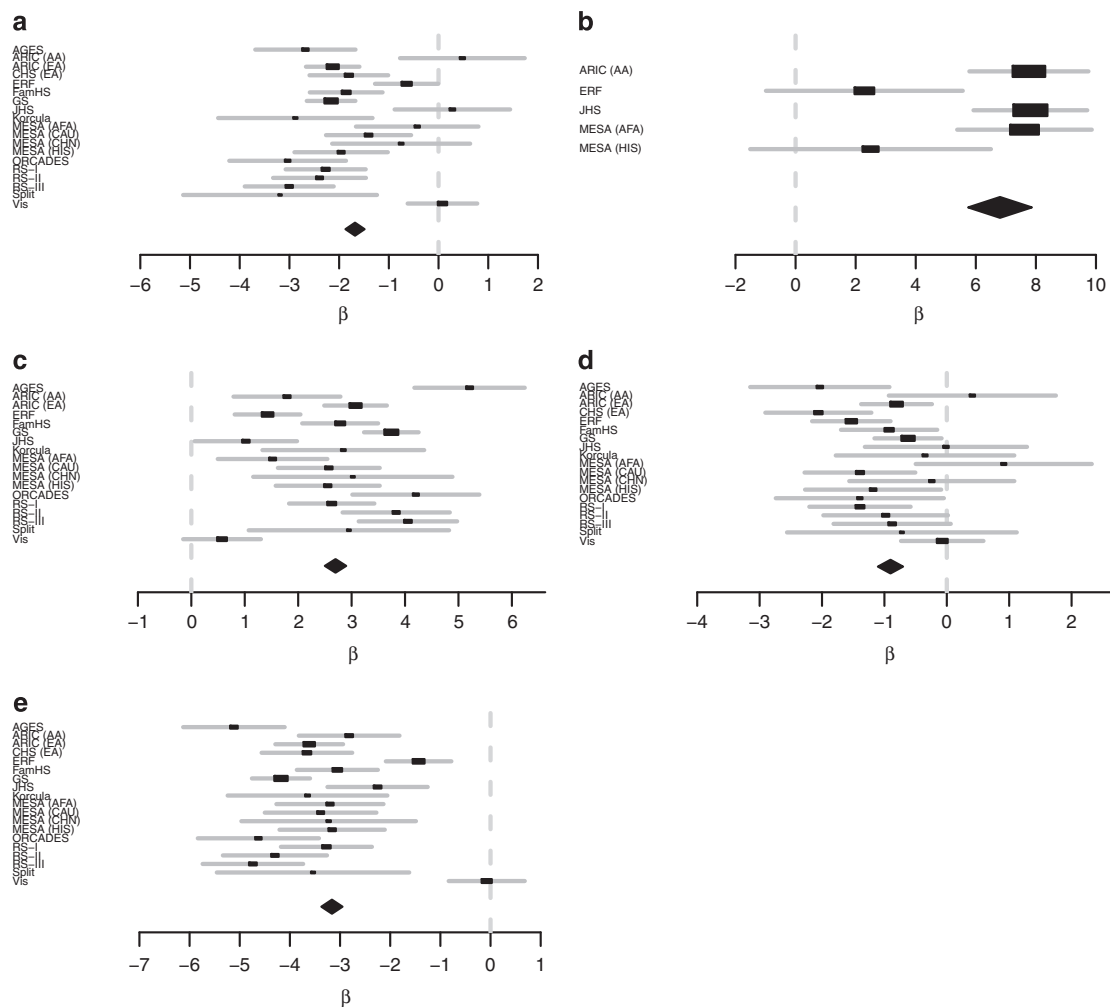 a
AGES
ARIC (AA)
ARIC (EA)
CHS (EA)
ERF
FamHS
GS
JHS
Korcula
MESA (AFA)
MESA (CAU)
MESA (CHN)
MESA (HIS)
ORCADES
RS–I
RS–II
RS–III
Split
Vis
−6 −5 −4 −3 −2 −1 0 1 2
β
b
ARIC (AA)
ERF
JHS
MESA (AFA)
MESA (HIS)
−2 0 2 4 6 8 10
β
c
AGES
ARIC (AA)
ARIC (EA)
ERF
FamHS
GS
JHS
Korcula
MESA (AFA)
MESA (CAU)
MESA (CHN)
MESA (HIS)
ORCADES
RS–I
RS–II
RS–III
Split
Vis
−1 0 1 2 3 4 5 6
β
d
AGES
ARIC (AA)
ARIC (EA)
CHS (EA)
ERF
FamHS
GS
JHS
Korcula
MESA (AFA)
MESA (CAU)
MESA (CHN)
MESA (HIS)
ORCADES
RS–I
RS–II
RS–III
Split
Vis
−4 −3 −2 −1 0 1 2
β
e
AGES
ARIC (AA)
ARIC (EA)
CHS (EA)
ERF
FamHS
GS
JHS
Korcula
MESA (AFA)
MESA (CAU)
MESA (CHN)
MESA (HIS)
ORCADES
RS–I
RS–II
RS–III
Split
Vis
−7 −6 −5 −4 −3 −2 −1 0 1
β